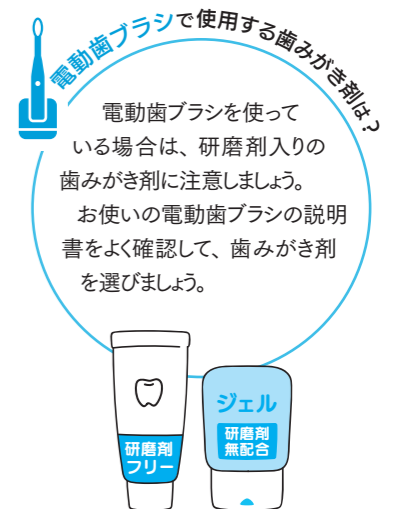 電動歯ブラシで使用する歯みがき剤は?
電動歯ブラシを使って
いる場合は、研磨剤入りの
歯みがき剤に注意しましょう。
お使いの電動歯ブラシの説明
書をよく確認して、歯みがき剤
を選びましょう。
研磨剤
フリー
ジェル
研磨剤
無配合